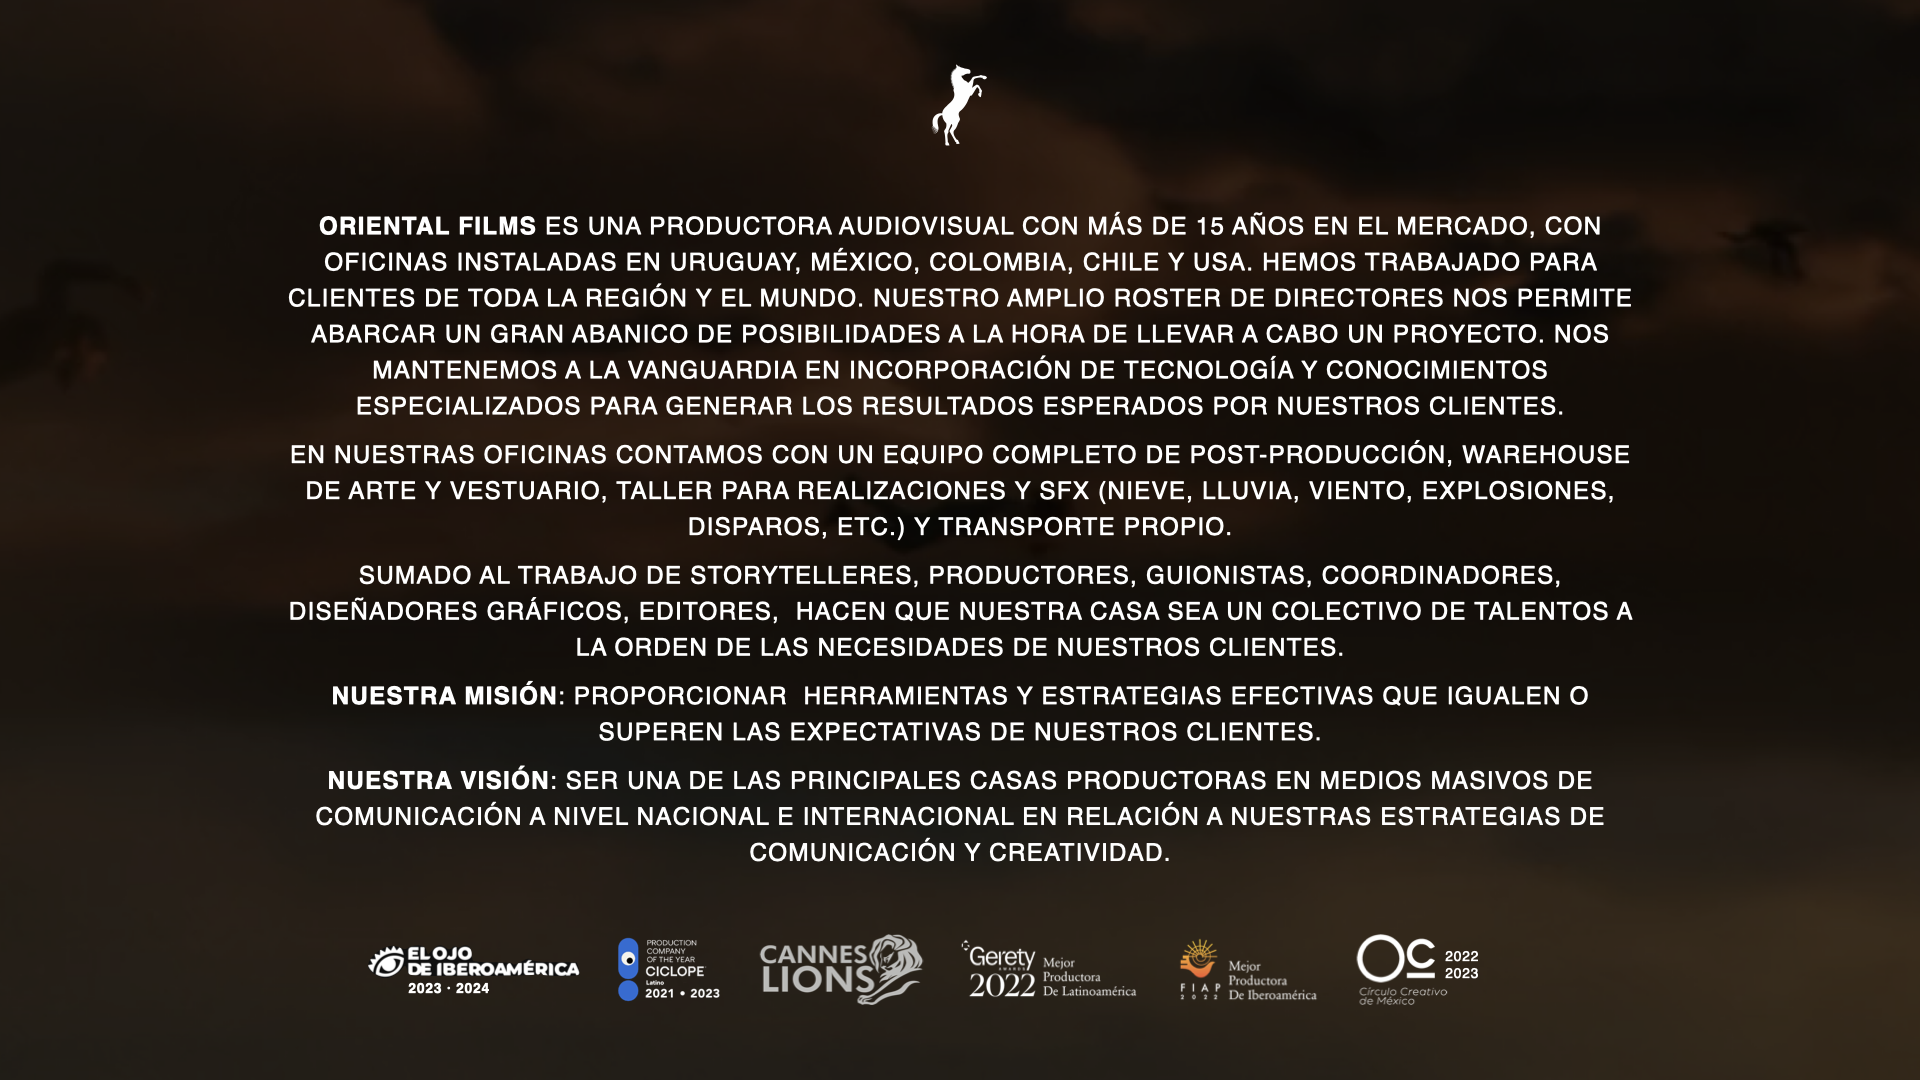 ORIENTAL FILMS ES UNA PRODUCTORA AUDIOVISUAL CON MÁS DE 15 AÑOS EN EL MERCADO, CON
OFICINAS INSTALADAS EN URUGUAY, MÉXICO, COLOMBIA, CHILE Y USA. HEMOS TRABAJADO PARA
CLIENTES DE TODA LA REGIÓN Y EL MUNDO. NUESTRO AMPLIO ROSTER DE DIRECTORES NOS PERMITE
ABARCAR UN GRAN ABANICO DE POSIBILIDADES A LA HORA DE LLEVAR A CABO UN PROYECTO. NOS
MANTENEMOS A LA VANGUARDIA EN INCORPORACIÓN DE TECNOLOGÍA Y CONOCIMIENTOS
ESPECIALIZADOS PARA GENERAR LOS RESULTADOS ESPERADOS POR NUESTROS CLIENTES.
EN NUESTRAS OFICINAS CONTAMOS CON UN EQUIPO COMPLETO DE POST-PRODUCCIÓN, WAREHOUSE
DE ARTE Y VESTUARIO, TALLER PARA REALIZACIONES Y SFX (NIEVE, LLUVIA, VIENTO, EXPLOSIONES,
DISPAROS, ETC.) Y TRANSPORTE PROPIO.
SUMADO AL TRABAJO DE STORYTELLERES, PRODUCTORES, GUIONISTAS, COORDINADORES,
DISEÑADORES GRÁFICOS, EDITORES,  HACEN QUE NUESTRA CASA SEA UN COLECTIVO DE TALENTOS A
LA ORDEN DE LAS NECESIDADES DE NUESTROS CLIENTES.
NUESTRA MISIÓN: PROPORCIONAR  HERRAMIENTAS Y ESTRATEGIAS EFECTIVAS QUE IGUALEN O
SUPEREN LAS EXPECTATIVAS DE NUESTROS CLIENTES.
NUESTRA VISIÓN: SER UNA DE LAS PRINCIPALES CASAS PRODUCTORAS EN MEDIOS MASIVOS DE
COMUNICACIÓN A NIVEL NACIONAL E INTERNACIONAL EN RELACIÓN A NUESTRAS ESTRATEGIAS DE
COMUNICACIÓN Y CREATIVIDAD.
EL OJO
DE IBEROAMÉRICA
2023 · 2024
PRODUCTION
COMPANY
OF THE YEAR
CICLOPE
Latino
2021 • 2023
CANNES
LIONS
Gerety
AWARDS
2022
Mejor
Productora
De Latinoamérica
FIAP
2022
Mejor
Productora
De Iberoamérica
OC
2022
2023
Círculo Creativo
de México